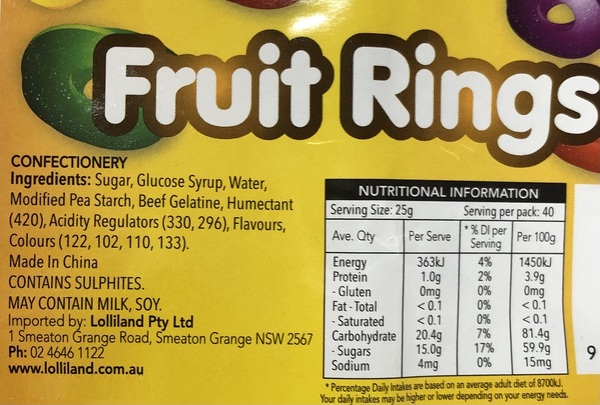 Fruit Rings
CONFECTIONERY
Ingredients: Sugar, Glucose Syrup, Water,
Modified Pea Starch, Beef Gelatine, Humectant
(420), Acidity Regulators (330, 296), Flavours,
Colours (122, 102, 110, 133).
Made In China
CONTAINS SULPHITES.
MAY CONTAIN MILK, SOY.
Imported by: Lolliland Pty Ltd
1 Smeaton Grange Road, Smeaton Grange NSW 2567
Ph: 02 4646 1122
www.lolliland.com.au
NUTRITIONAL INFORMATION
Serving Size: 25g Serving per pack: 40
Ave. Qty Per Serve *% DI per Serving Per 100g
Energy 363kJ 4% 1450kJ
Protein 1.0g 2% 3.9g
- Gluten 0mg 0% 0mg
Fat - Total < 0.1 0% < 0.1
- Saturated < 0.1 0% < 0.1
Carbohydrate 20.4g 7% 81.4g
- Sugars 15.0g 17% 59.9g
Sodium 4mg 0% 15mg
* Percentage Daily Intakes are based on an average adult diet of 8700kJ.
Your daily intakes may be higher or lower depending on your energy needs.
9